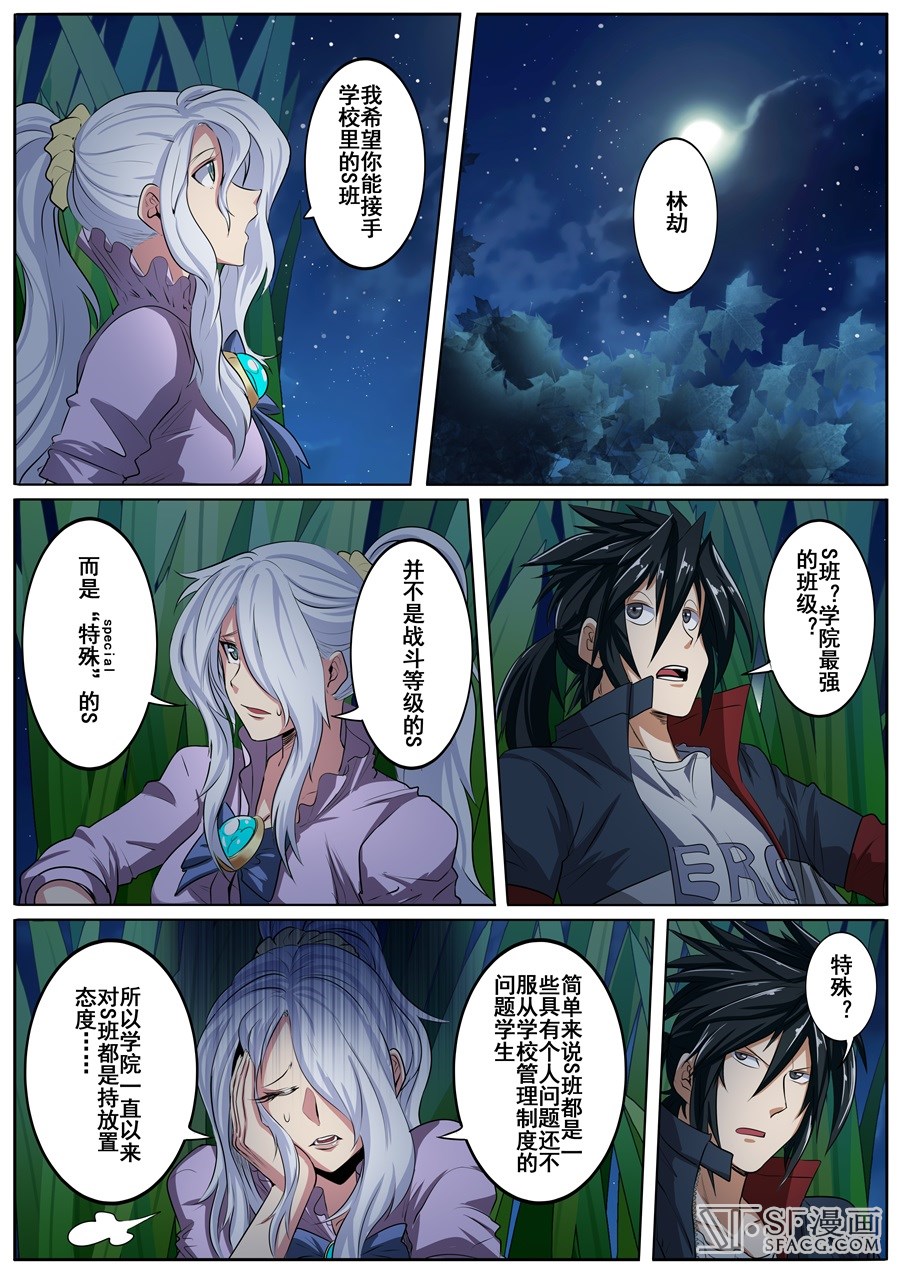 林劫
我希望你能接手
学校里的S班
S班？学院最强
的班级？
ERO
并不是战斗等级的S
而是“特殊”的S
special
特殊？
简单来说S班都是一
些具有个人问题还不
服从学校管理制度的
问题学生
所以学院一直以来
对S班都是持放置
态度……
SF漫画
SFACG.COM